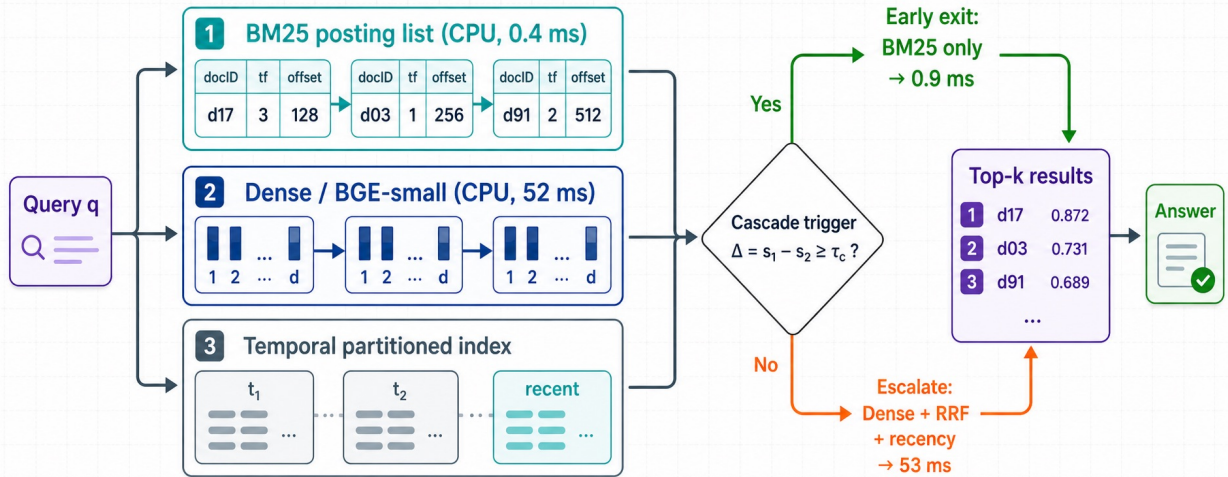 Query q
1 BM25 posting list (CPU, 0.4 ms)
docID tf offset
d17 3 128
docID tf offset
d03 1 256
docID tf offset
d91 2 512
2 Dense / BGE-small (CPU, 52 ms)
1 2 ... d
1 2 ... d
1 2 ... d
3 Temporal partitioned index
t₁
...
t₂
...
recent
...
Cascade trigger
Δ = s₁ − s₂ ≥ τc ?
Yes
Early exit:
BM25 only
→ 0.9 ms
No
Escalate:
Dense + RRF
+ recency
→ 53 ms
Top-k results
1 d17 0.872
2 d03 0.731
3 d91 0.689
...
Answer